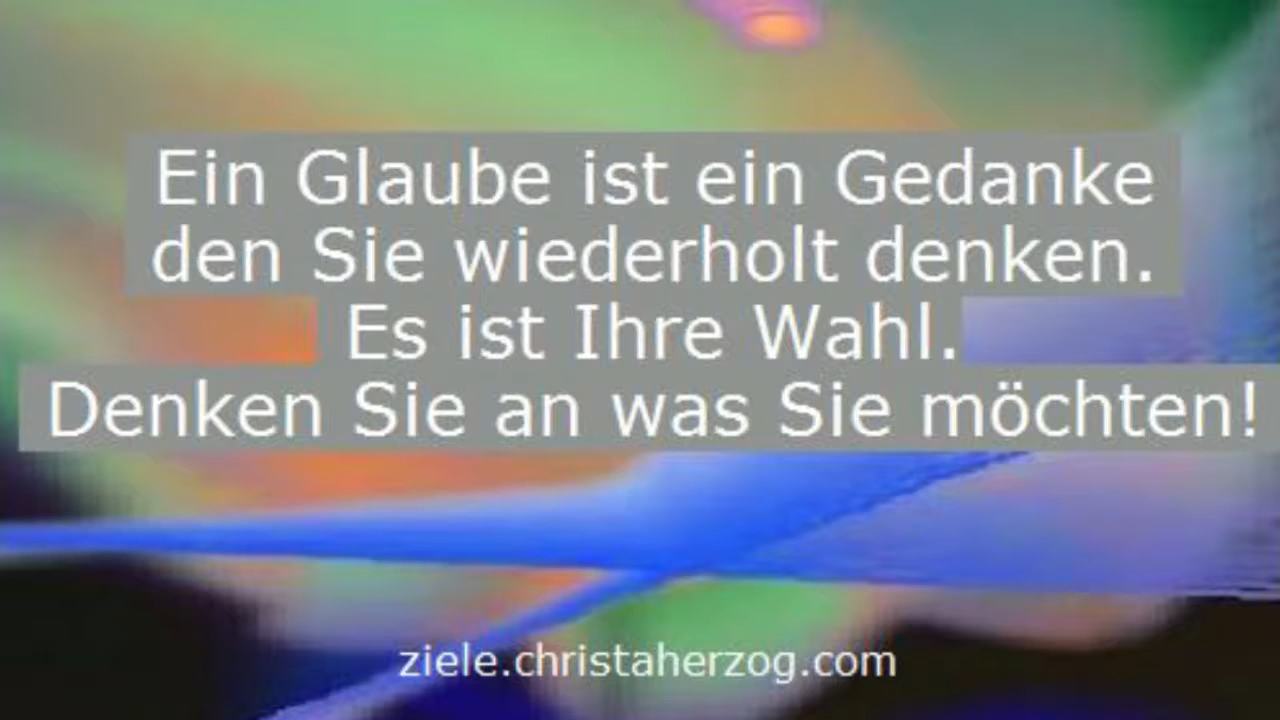 Ein Glaube ist ein Gedanke
den Sie wiederholt denken.
Es ist Ihre Wahl.
Denken Sie an was Sie möchten!
ziele.christaherzog.com